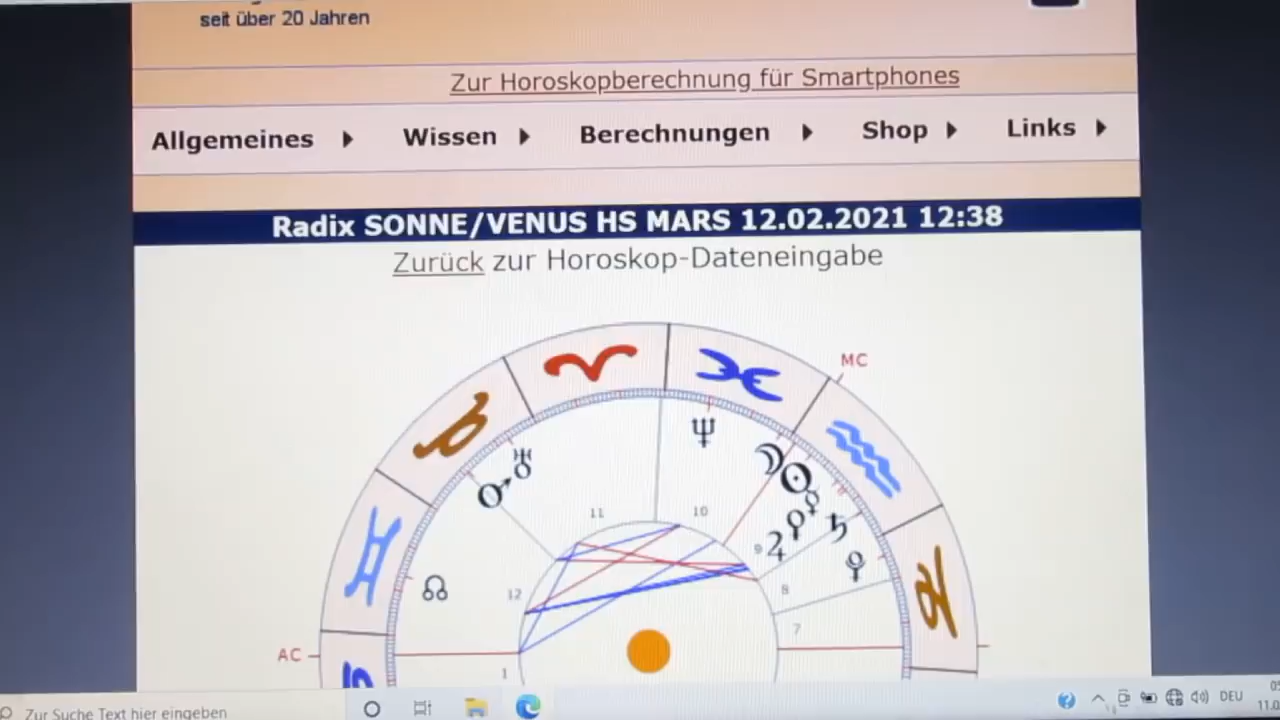 seit über 20 Jahren
Zur Horoskopberechnung für Smartphones
Allgemeines Wissen Berechnungen Shop Links
Radix SONNE/VENUS HS MARS 12.02.2021 12:38
Zurück zur Horoskop-Dateneingabe
MC
11 10
9
12 8
7
AC
1
Zur Suche Text hier eingeben
DEU